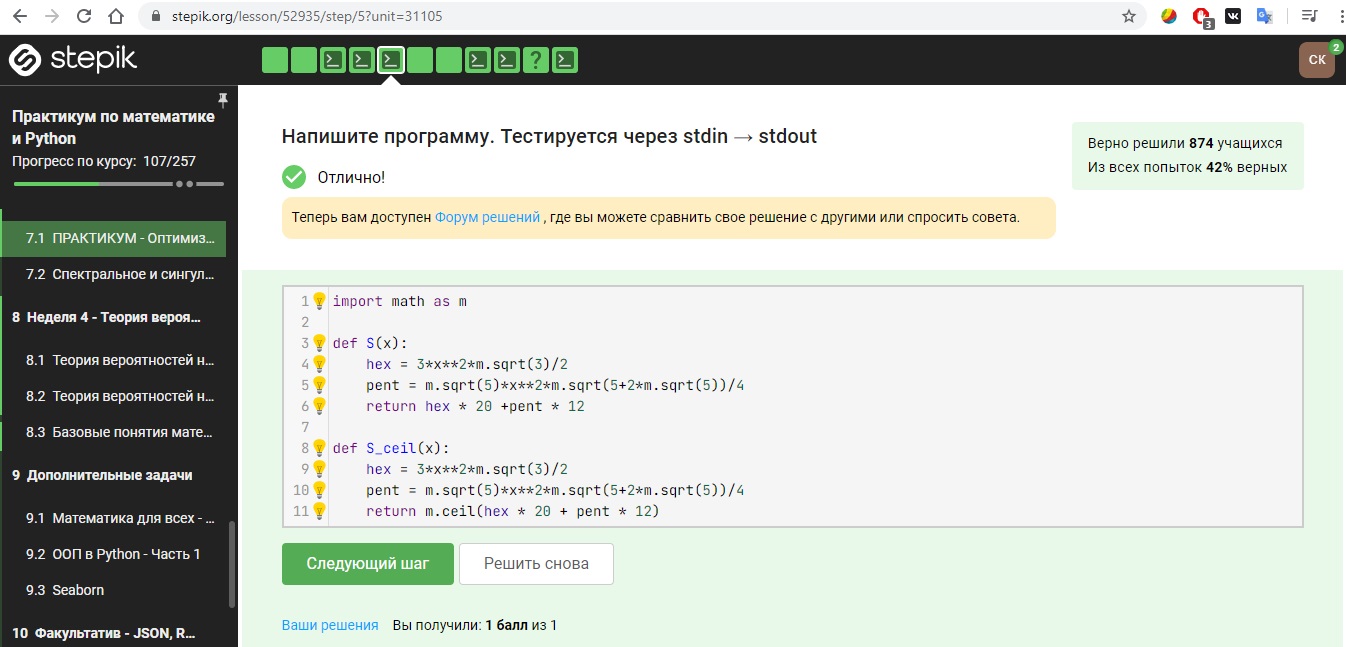 stepik.org/lesson/52935/step/5?unit=31105
3
stepik
?
СК
2
Практикум по математике
и Python
Прогресс по курсу: 107/257
7.1 ПРАКТИКУМ - Оптимиз...
7.2 Спектральное и сингул...
8 Неделя 4 - Теория вероя...
8.1 Теория вероятностей н...
8.2 Теория вероятностей н...
8.3 Базовые понятия мате...
9 Дополнительные задачи
9.1 Математика для всех - ...
9.2 ООП в Python - Часть 1
9.3 Seaborn
10 Факультатив - JSON, R...
Напишите программу. Тестируется через stdin → stdout
Отлично!
Теперь вам доступен Форум решений , где вы можете сравнить свое решение с другими или спросить совета.
Верно решили 874 учащихся
Из всех попыток 42% верных
1 import math as m
2
3 def S(x):
4     hex = 3*x**2*m.sqrt(3)/2
5     pent = m.sqrt(5)*x**2*m.sqrt(5+2*m.sqrt(5))/4
6     return hex * 20 +pent * 12
7
8 def S_ceil(x):
9     hex = 3*x**2*m.sqrt(3)/2
10     pent = m.sqrt(5)*x**2*m.sqrt(5+2*m.sqrt(5))/4
11     return m.ceil(hex * 20 + pent * 12)
Следующий шаг
Решить снова
Ваши решения Вы получили: 1 балл из 1